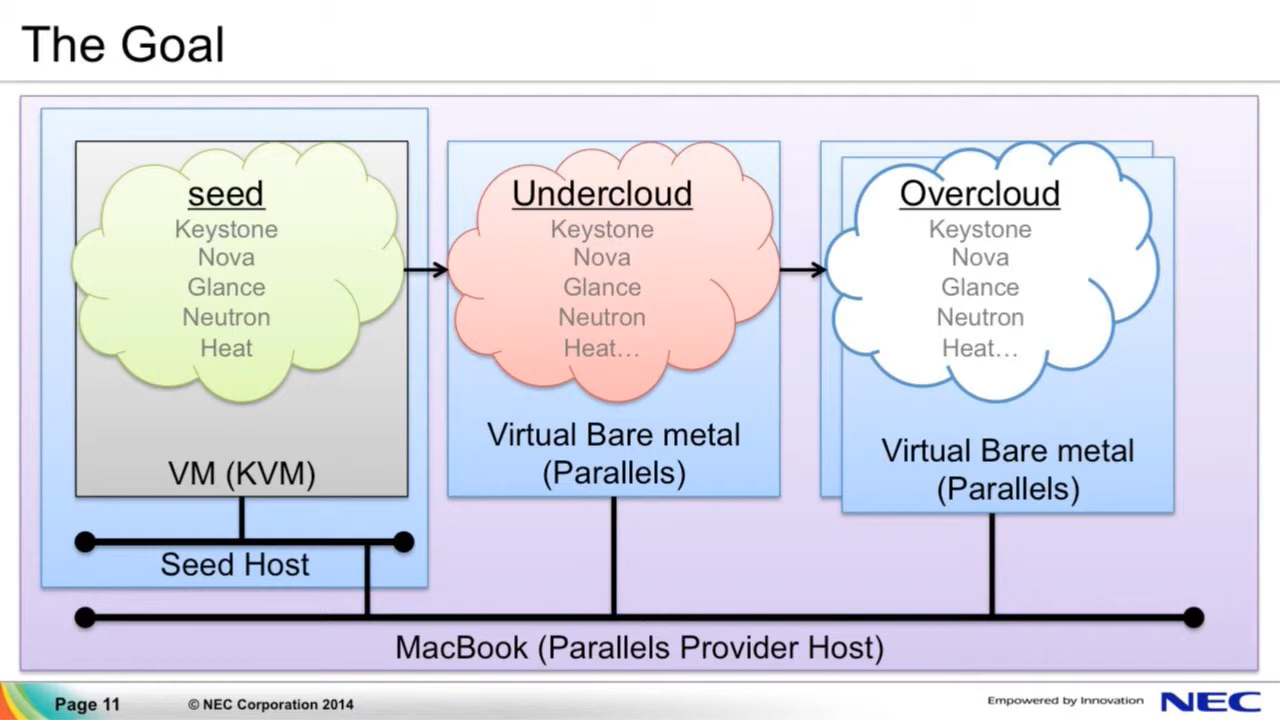 The Goal
seed
Keystone
Nova
Glance
Neutron
Heat
VM (KVM)
Seed Host
Undercloud
Keystone
Nova
Glance
Neutron
Heat…
Virtual Bare metal
(Parallels)
Overcloud
Keystone
Nova
Glance
Neutron
Heat…
Virtual Bare metal
(Parallels)
MacBook (Parallels Provider Host)
Page 11
© NEC Corporation 2014
Empowered by Innovation
NEC